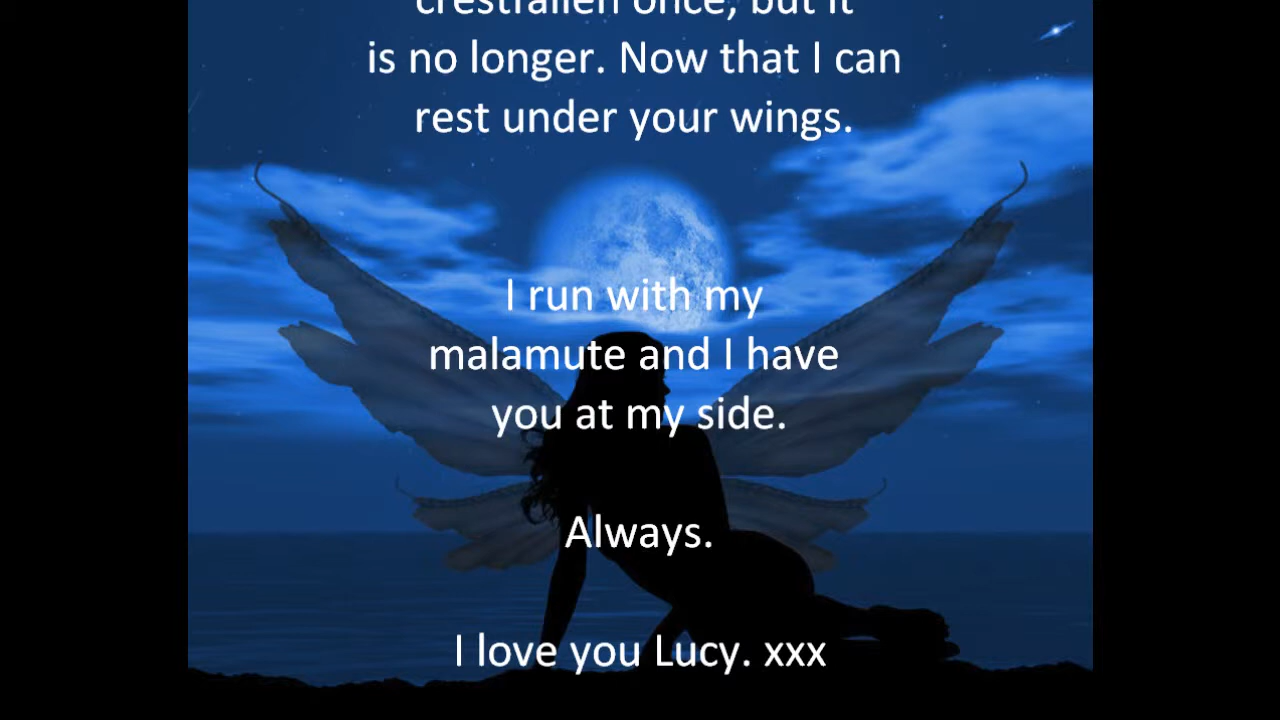 crestfallen once, but it
is no longer. Now that I can
rest under your wings.
I run with my
malamute and I have
you at my side.
Always.
I love you Lucy. xxx